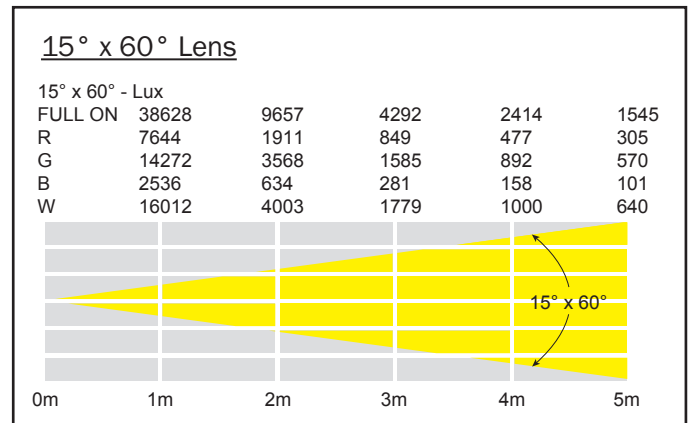 15° x 60° Lens
15° x 60° - Lux
FULL ON 38628 9657 4292 2414 1545
R 7644 1911 849 477 305
G 14272 3568 1585 892 570
B 2536 634 281 158 101
W 16012 4003 1779 1000 640
15° x 60°
0m 1m 2m 3m 4m 5m